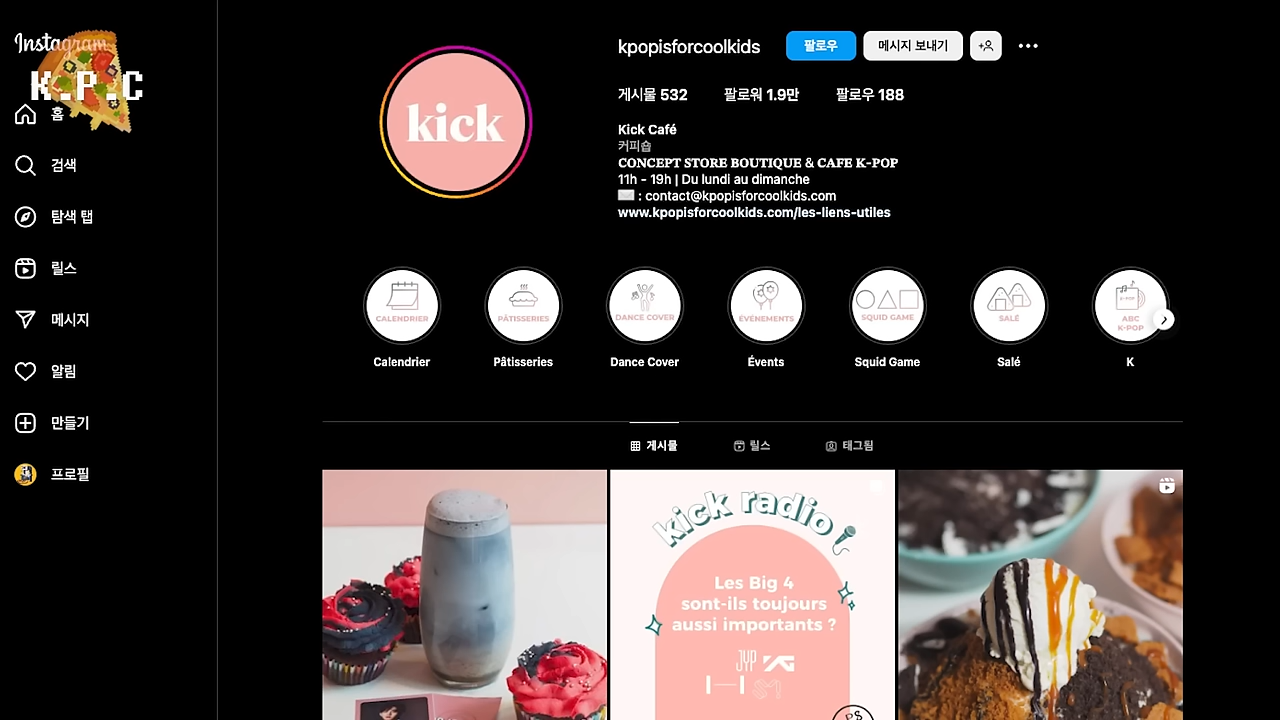 Instagram
K.P.C
홈
검색
탐색 탭
릴스
메시지
알림
만들기
프로필
kick
kpopisforcoolkids
팔로우
메시지 보내기
게시물 532
팔로워 1.9만
팔로우 188
Kick Café
커피숍
CONCEPT STORE BOUTIQUE & CAFE K-POP
11h - 19h | Du lundi au dimanche
: contact@kpopisforcoolkids.com
www.kpopisforcoolkids.com/les-liens-utiles
CALENDRIER
PÂTISSERIES
DANCE COVER
ÉVÉNEMENTS
SQUID GAME
SALÉ
K-POP
ABC
K-POP
Calendrier
Pâtisseries
Dance Cover
Évents
Squid Game
Salé
K
게시물
릴스
태그됨
kick radio
Les Big 4
sont-ils toujours
aussi importants ?
JYP YG